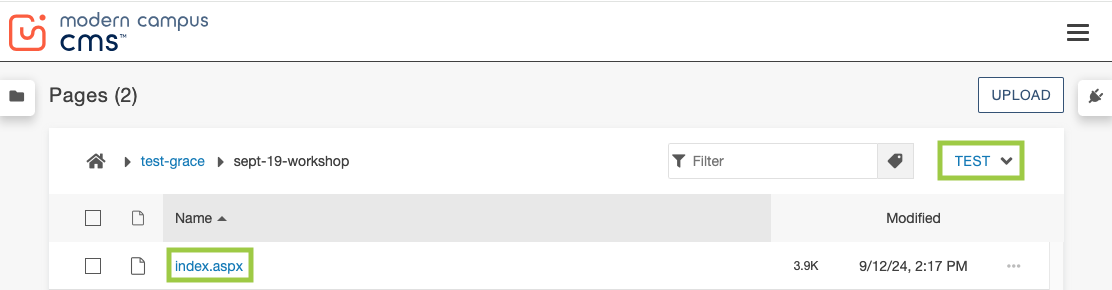 modern campus
cms™
Pages (2)
UPLOAD
test-grace
sept-19-workshop
Filter
TEST
Name
Modified
index.aspx
3.9K
9/12/24, 2:17 PM